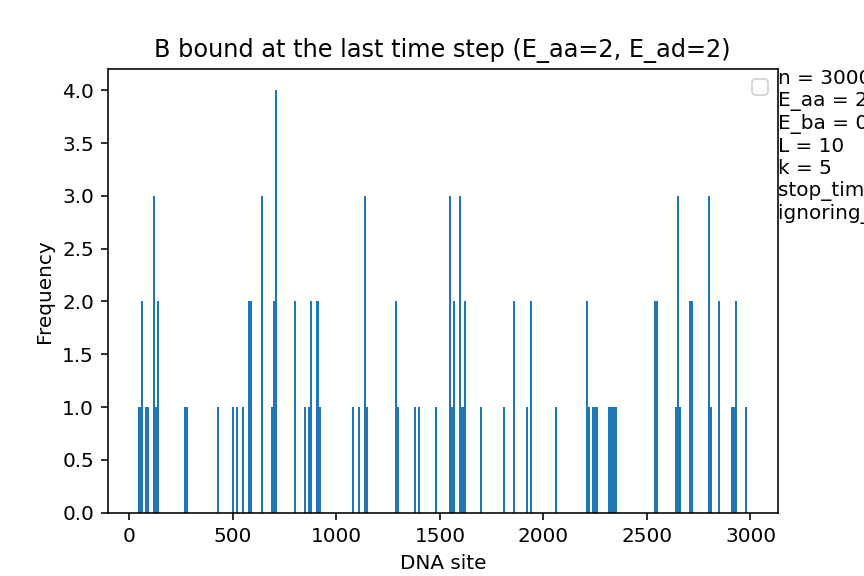 B bound at the last time step (E_aa=2, E_ad=2)
n = 3000
E_aa = 2
E_ba = 0
L = 10
k = 5
stop_tim
ignoring_
4.0
3.5
3.0
2.5
2.0
1.5
1.0
0.5
0.0
Frequency
0 500 1000 1500 2000 2500 3000
DNA site